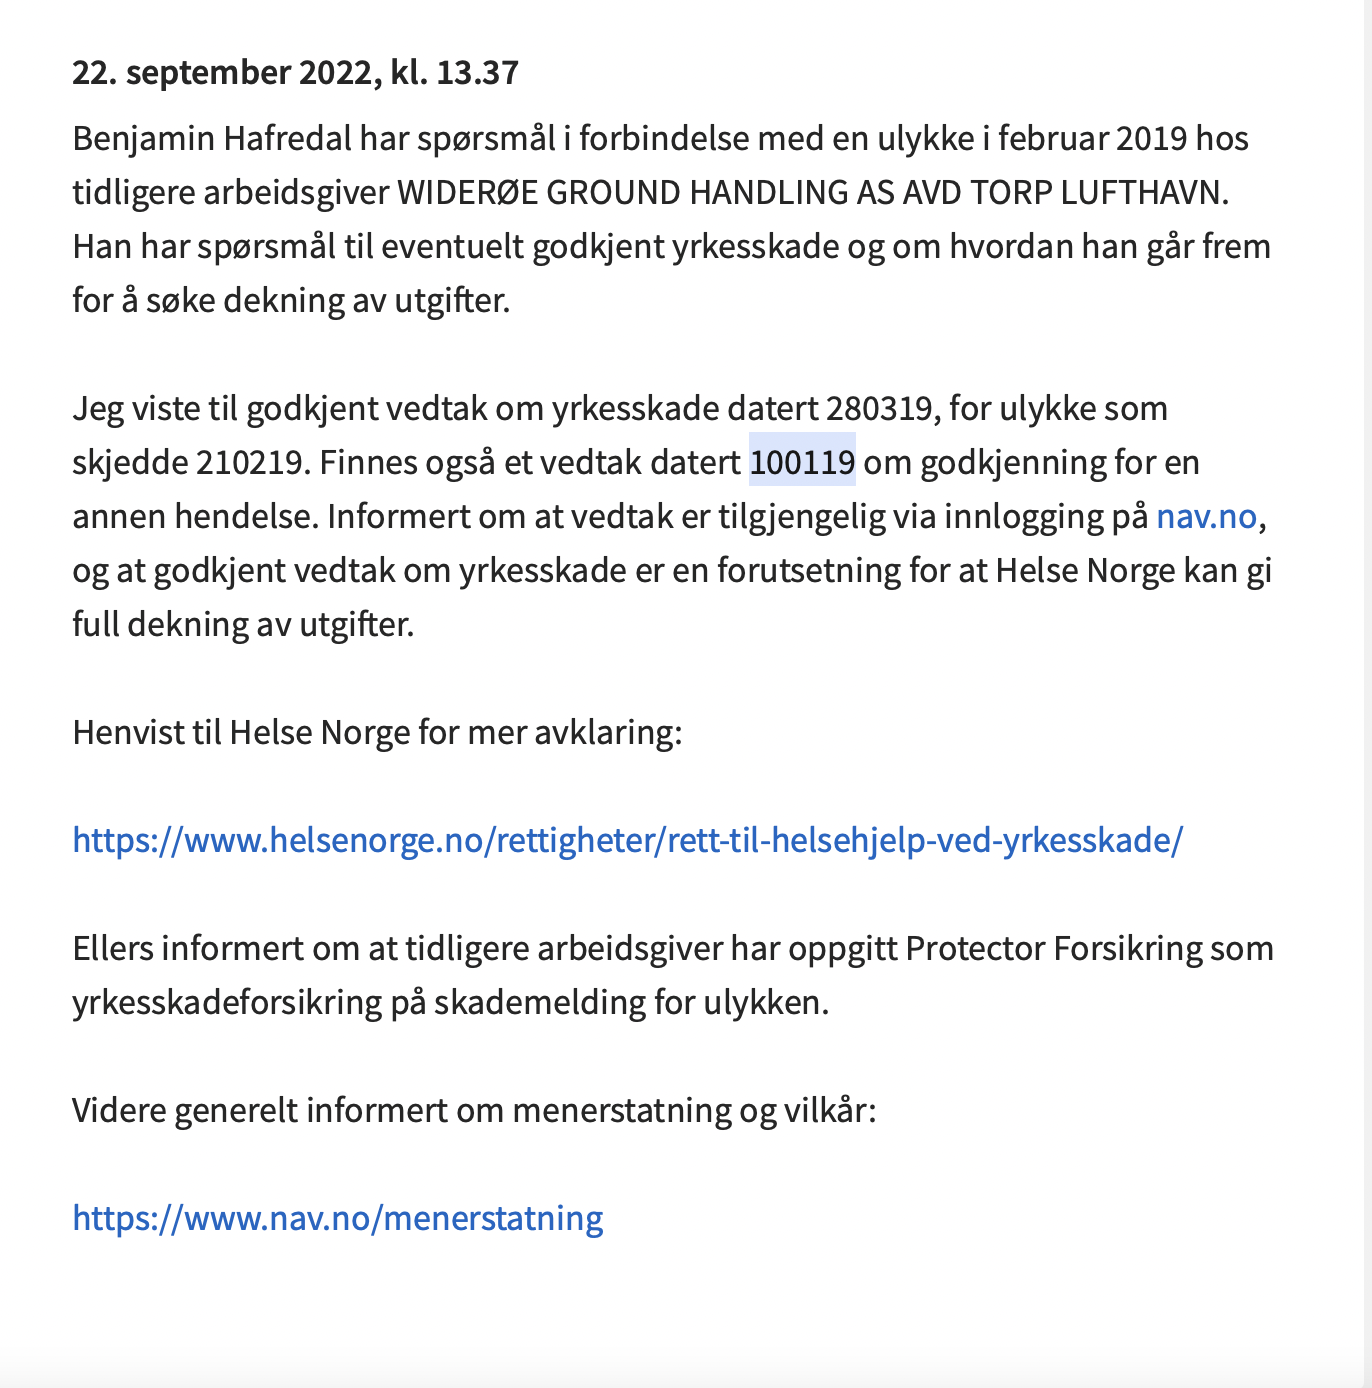 22. september 2022, kl. 13.37
Benjamin Hafredal har spørsmål i forbindelse med en ulykke i februar 2019 hos
tidligere arbeidsgiver WIDERØE GROUND HANDLING AS AVD TORP LUFTHAVN.
Han har spørsmål til eventuelt godkjent yrkesskade og om hvordan han går frem
for å søke dekning av utgifter.
Jeg viste til godkjent vedtak om yrkesskade datert 280319, for ulykke som
skjedde 210219. Finnes også et vedtak datert 100119 om godkjenning for en
annen hendelse. Informert om at vedtak er tilgjengelig via innlogging på nav.no,
og at godkjent vedtak om yrkesskade er en forutsetning for at Helse Norge kan gi
full dekning av utgifter.
Henvist til Helse Norge for mer avklaring:
https://www.helsenorge.no/rettigheter/rett-til-helsehjelp-ved-yrkesskade/
Ellers informert om at tidligere arbeidsgiver har oppgitt Protector Forsikring som
yrkesskadeforsikring på skademelding for ulykken.
Videre generelt informert om menerstatning og vilkår:
https://www.nav.no/menerstatning